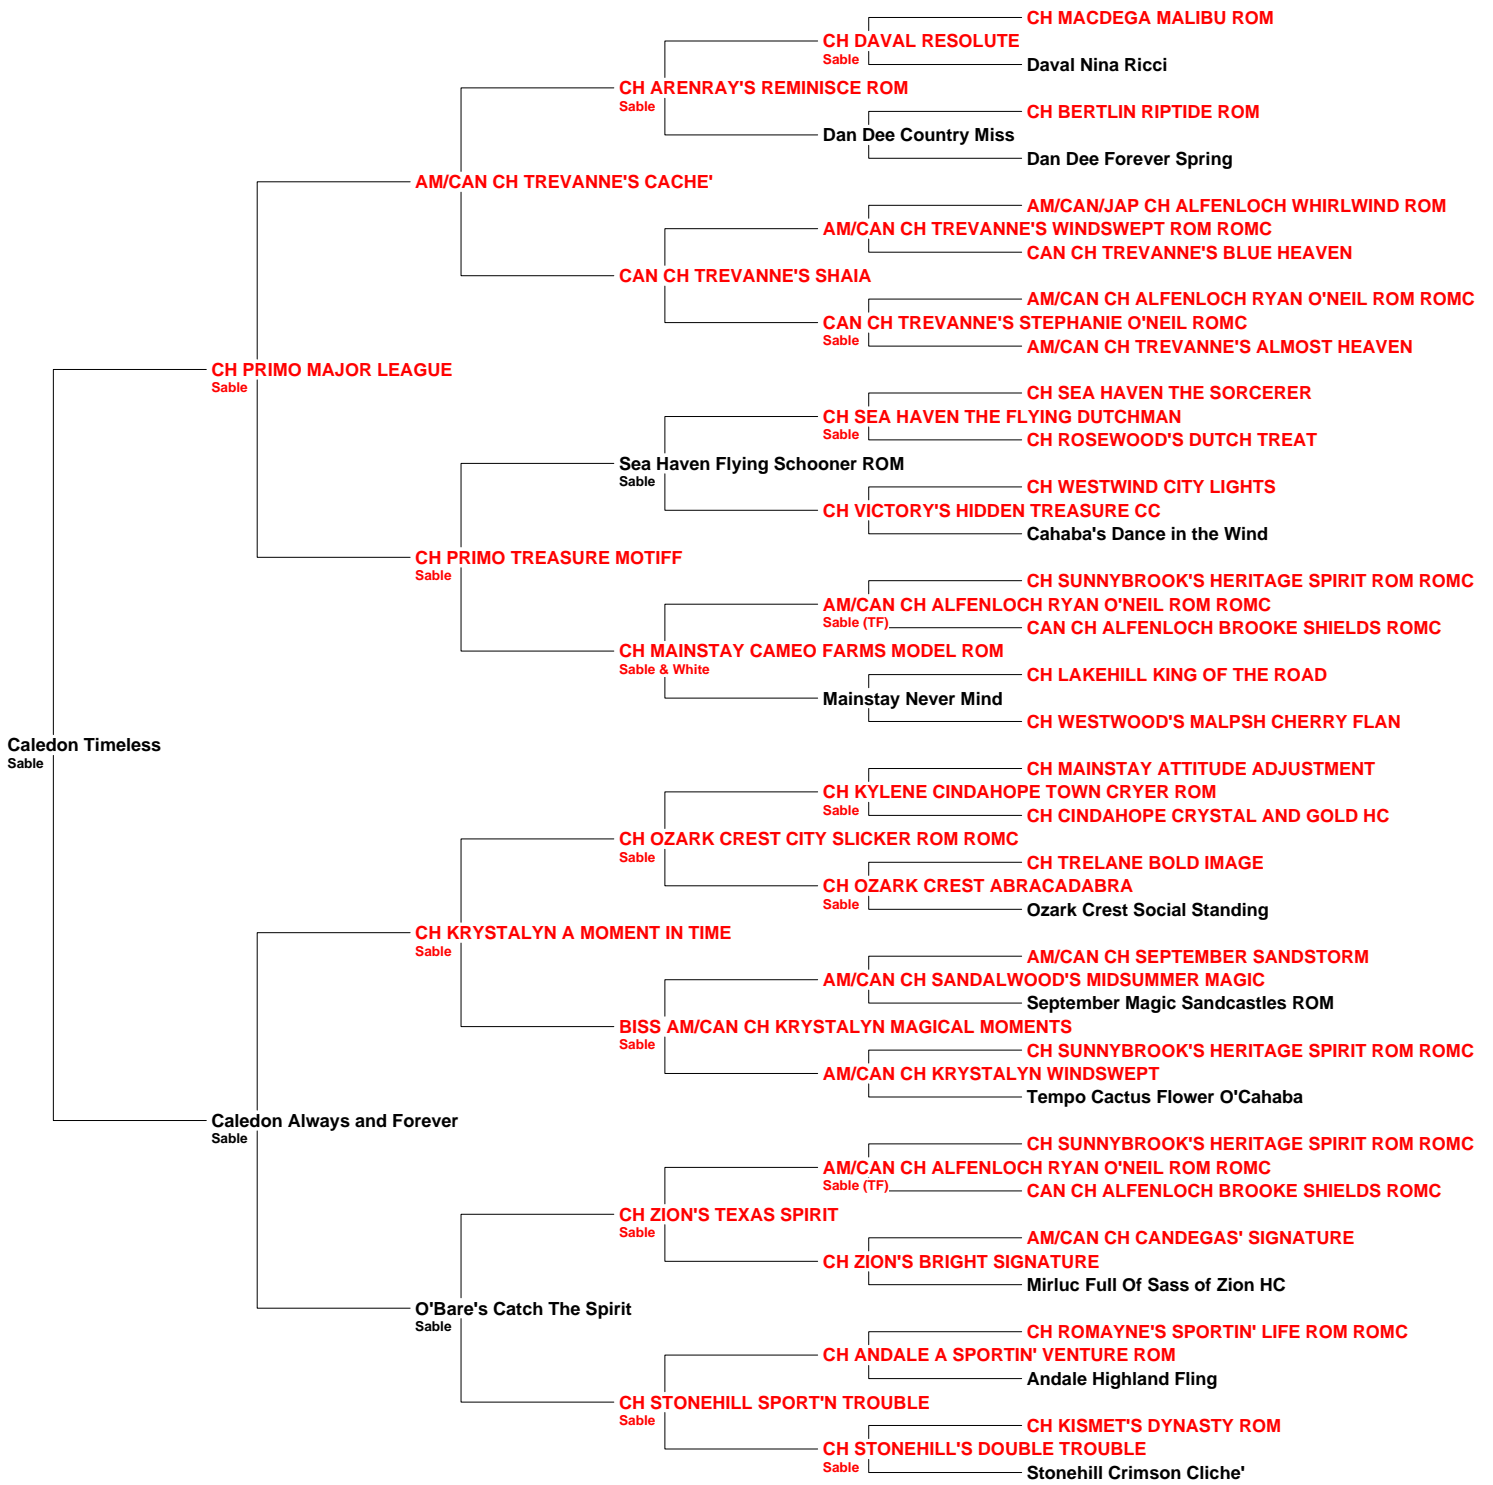 CH MACDEGA MALIBU ROM
CH DAVAL RESOLUTE
Sable
Daval Nina Ricci
CH ARENRAY'S REMINISCE ROM
Sable
CH BERTLIN RIPTIDE ROM
Dan Dee Country Miss
Dan Dee Forever Spring
AM/CAN CH TREVANNE'S CACHE'
AM/CAN/JAP CH ALFENLOCH WHIRLWIND ROM
AM/CAN CH TREVANNE'S WINDSWEPT ROM ROMC
CAN CH TREVANNE'S BLUE HEAVEN
CAN CH TREVANNE'S SHAIA
AM/CAN CH ALFENLOCH RYAN O'NEIL ROM ROMC
CAN CH TREVANNE'S STEPHANIE O'NEIL ROMC
Sable
AM/CAN CH TREVANNE'S ALMOST HEAVEN
CH PRIMO MAJOR LEAGUE
Sable
CH SEA HAVEN THE SORCERER
CH SEA HAVEN THE FLYING DUTCHMAN
Sable
CH ROSEWOOD'S DUTCH TREAT
Sea Haven Flying Schooner ROM
Sable
CH WESTWIND CITY LIGHTS
CH VICTORY'S HIDDEN TREASURE CC
Cahaba's Dance in the Wind
CH PRIMO TREASURE MOTIFF
Sable
CH SUNNYBROOK'S HERITAGE SPIRIT ROM ROMC
AM/CAN CH ALFENLOCH RYAN O'NEIL ROM ROMC
Sable (TF)
CAN CH ALFENLOCH BROOKE SHIELDS ROMC
CH MAINSTAY CAMEO FARMS MODEL ROM
Sable & White
CH LAKEHILL KING OF THE ROAD
Mainstay Never Mind
CH WESTWOOD'S MALPSH CHERRY FLAN
Caledon Timeless
Sable
CH MAINSTAY ATTITUDE ADJUSTMENT
CH KYLENE CINDAHOPE TOWN CRYER ROM
Sable
CH CINDAHOPE CRYSTAL AND GOLD HC
CH OZARK CREST CITY SLICKER ROM ROMC
Sable
CH TRELANE BOLD IMAGE
CH OZARK CREST ABRACADABRA
Sable
Ozark Crest Social Standing
CH KRYSTALYN A MOMENT IN TIME
Sable
AM/CAN CH SEPTEMBER SANDSTORM
AM/CAN CH SANDALWOOD'S MIDSUMMER MAGIC
September Magic Sandcastles ROM
BISS AM/CAN CH KRYSTALYN MAGICAL MOMENTS
Sable
CH SUNNYBROOK'S HERITAGE SPIRIT ROM ROMC
AM/CAN CH KRYSTALYN WINDSWEPT
Tempo Cactus Flower O'Cahaba
Caledon Always and Forever
Sable
CH SUNNYBROOK'S HERITAGE SPIRIT ROM ROMC
AM/CAN CH ALFENLOCH RYAN O'NEIL ROM ROMC
Sable (TF)
CAN CH ALFENLOCH BROOKE SHIELDS ROMC
CH ZION'S TEXAS SPIRIT
Sable
AM/CAN CH CANDEGAS' SIGNATURE
CH ZION'S BRIGHT SIGNATURE
Mirluc Full Of Sass of Zion HC
O'Bare's Catch The Spirit
Sable
CH ROMAYNE'S SPORTIN' LIFE ROM ROMC
CH ANDALE A SPORTIN' VENTURE ROM
Andale Highland Fling
CH STONEHILL SPORT'N TROUBLE
Sable
CH KISMET'S DYNASTY ROM
CH STONEHILL'S DOUBLE TROUBLE
Sable
Stonehill Crimson Cliche'